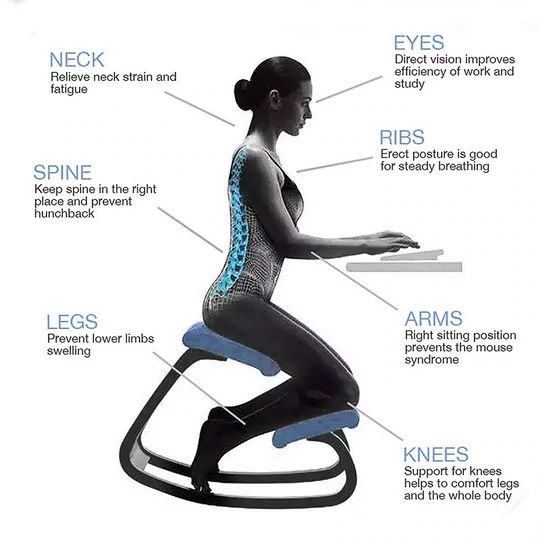 NECK
Relieve neck strain and
fatigue
EYES
Direct vision improves
efficiency of work and
study
RIBS
Erect posture is good
for steady breathing
SPINE
Keep spine in the right
place and prevent
hunchback
LEGS
Prevent lower limbs
swelling
ARMS
Right sitting position
prevents the mouse
syndrome
KNEES
Support for knees
helps to comfort legs
and the whole body